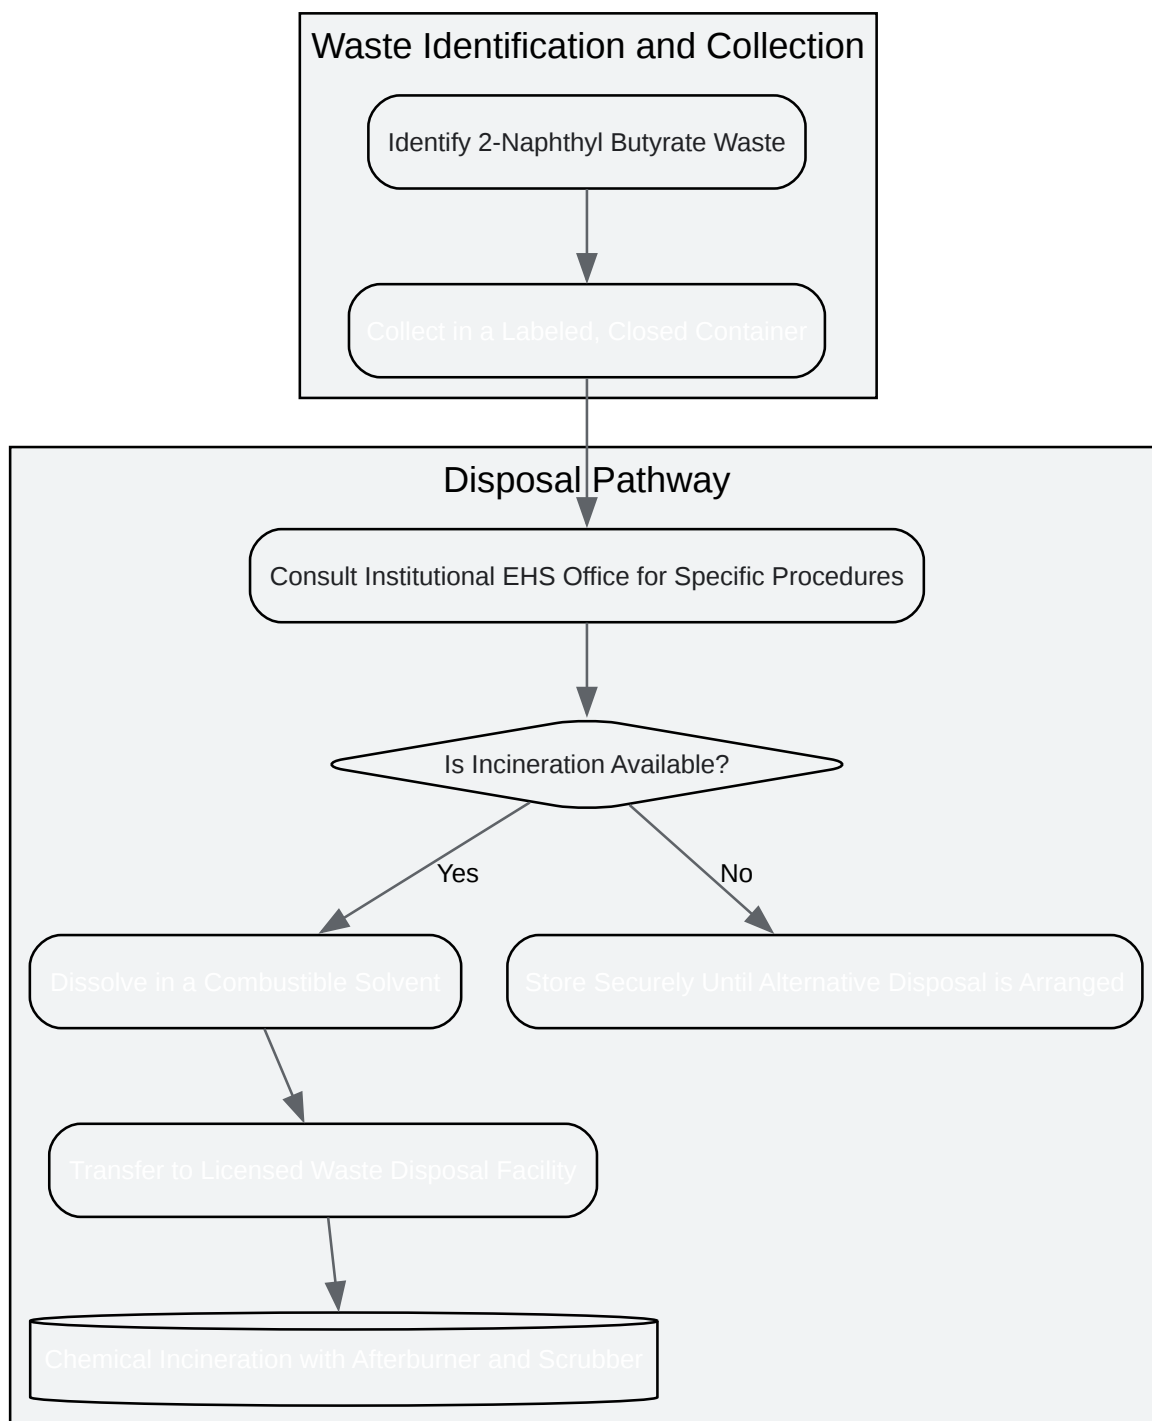 Waste Identification and Collection
Identify 2-Naphthyl Butyrate Waste
Collect in a Labeled, Closed Container
Disposal Pathway
Consult Institutional EHS Office for Specific Procedures
Is Incineration Available?
Yes
No
Dissolve in a Combustible Solvent
Store Securely Until Alternative Disposal is Arranged
Transfer to Licensed Waste Disposal Facility
Chemical Incineration with Afterburner and Scrubber